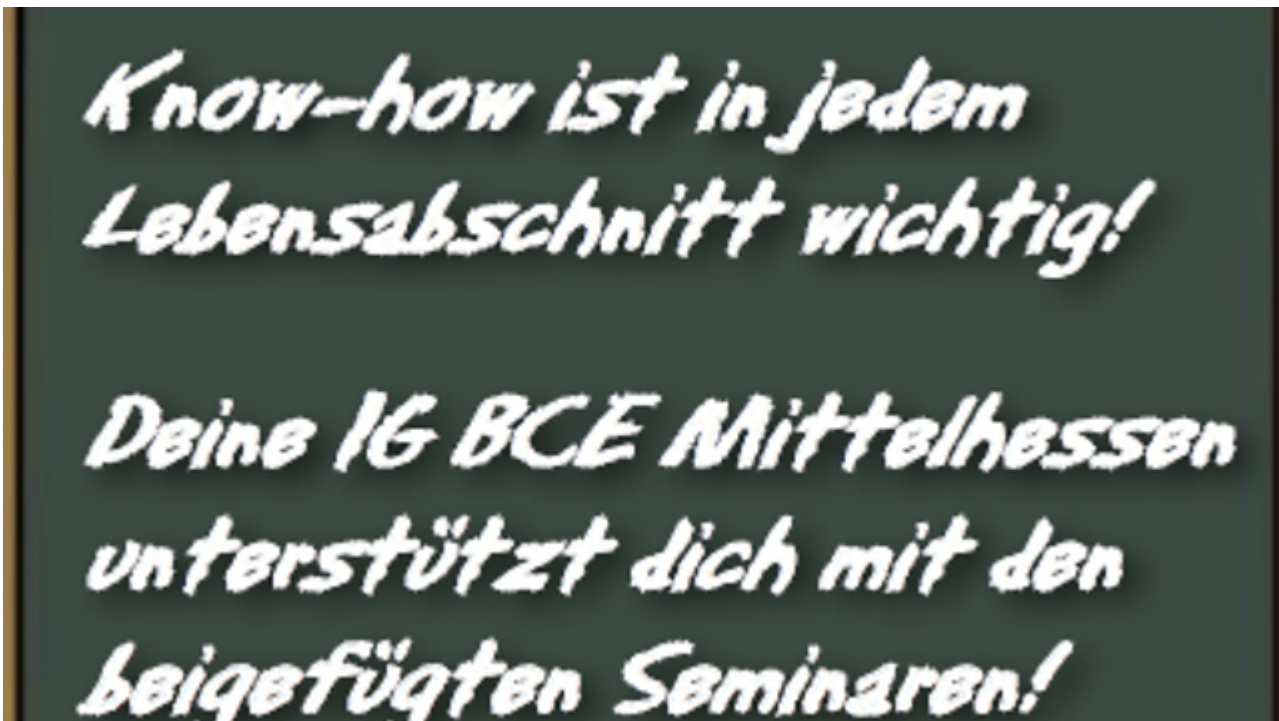 Know-how ist in jedem
Lebensabschnitt wichtig!
Deine IG BCE Mittelhessen
unterstützt dich mit den
beigefügten Seminaren!